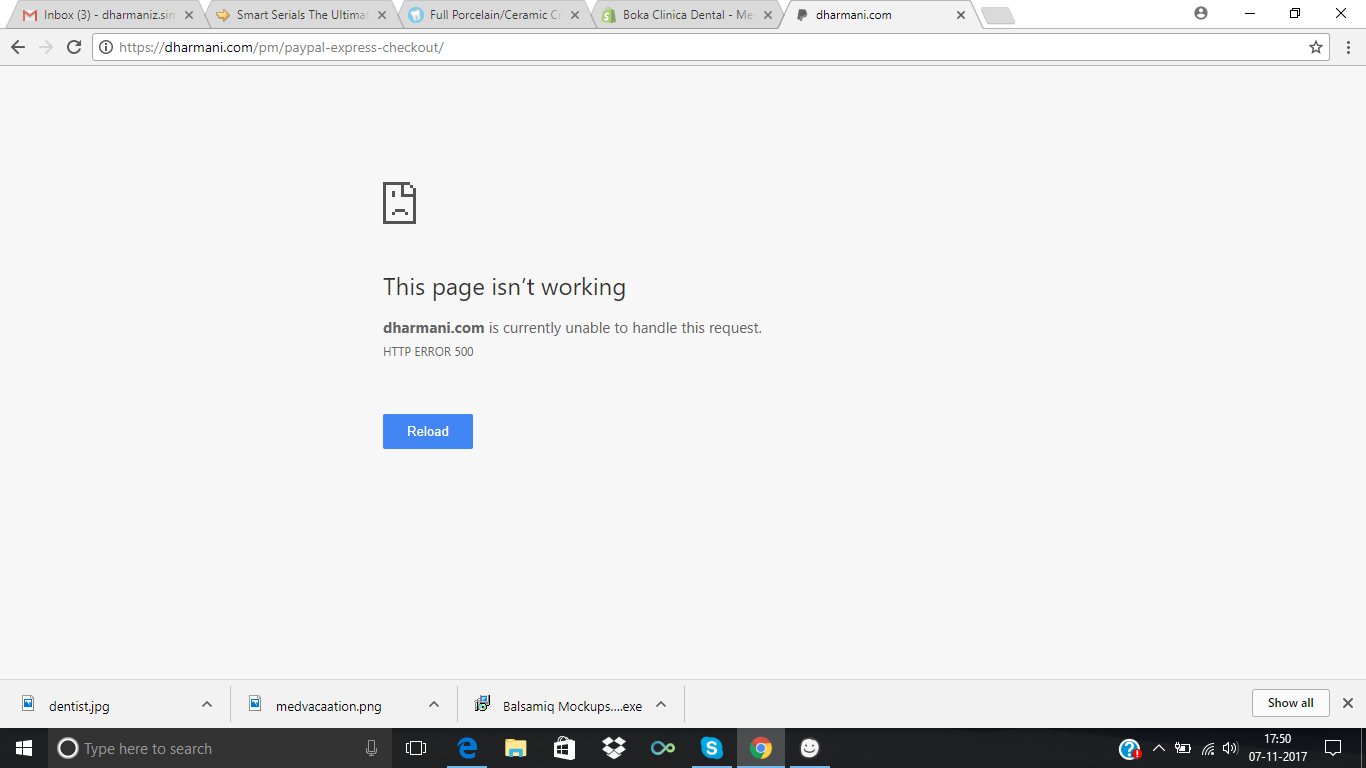 Inbox (3) - dharmaniz.sim
Smart Serials The Ultimat
Full Porcelain/Ceramic Cr
Boka Clinica Dental - Me
dharmani.com
https://dharmani.com/pm/paypal-express-checkout/
This page isn’t working
dharmani.com is currently unable to handle this request.
HTTP ERROR 500
Reload
dentist.jpg
medvacaation.png
Balsamiq Mockups....exe
Show all
Type here to search
17:50
07-11-2017